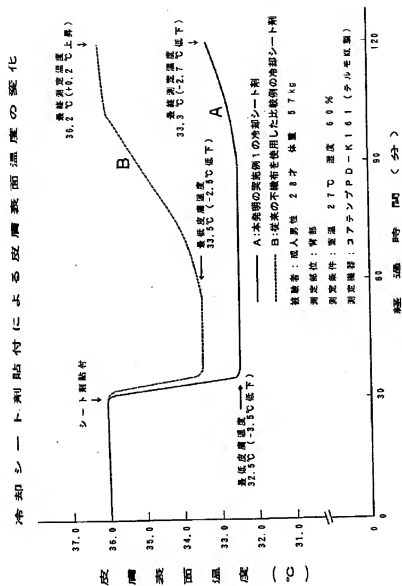 冷却シート剤貼付による皮膚表面温度の変化
皮膚表面温度（℃）
37.0
36.0
35.0
34.0
33.0
32.0
31.0
シート剤貼付
最低皮膚温度
32.5℃(-3.5℃低下)
最低皮膚温度
33.5℃(-2.5℃低下)
B
最終測定温度
36.2℃(+0.2℃上昇)
最終測定温度
33.3℃(-2.7℃低下)
A
A:本発明の実施例1の冷却シート剤
B:従来の不織布を使用した比較例の冷却シート剤
被験者:成人男性 28才 体重 57kg
測定部位:背部
測定条件:室温 27℃ 湿度 60%
測定機器:コアテンプPD-K161(テルモ㈱製)
0
30
60
90
120
経過時間(分)